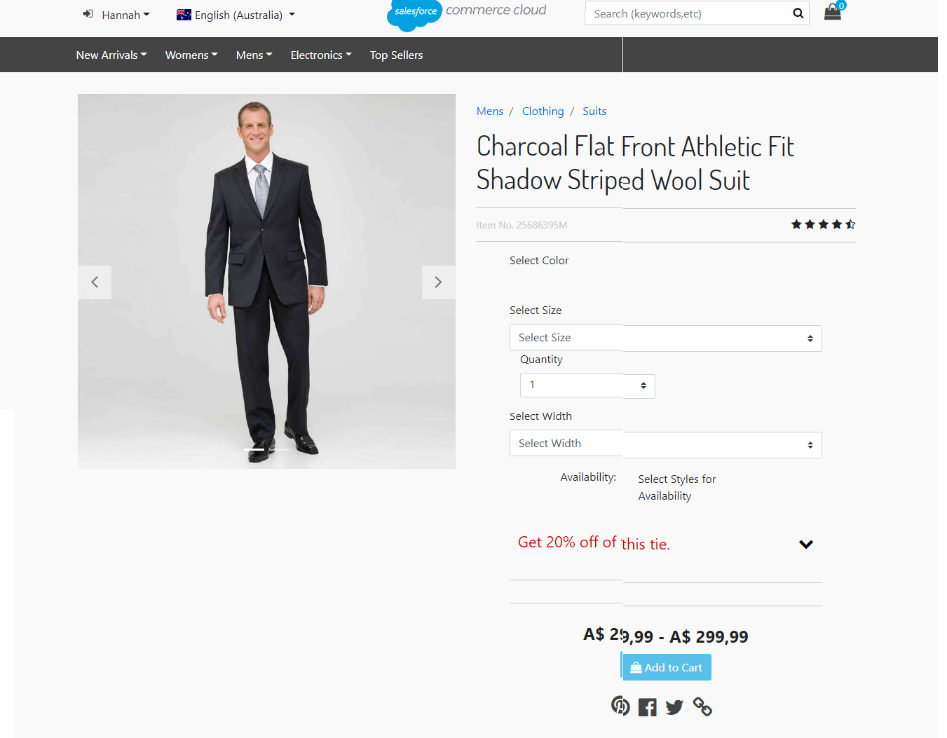 Hannah English (Australia) salesforce commerce cloud Search (keywords,etc) 0
New Arrivals Womens Mens Electronics Top Sellers
Mens / Clothing / Suits
Charcoal Flat Front Athletic Fit
Shadow Striped Wool Suit
Item No. 25686395M
Select Color
Select Size
Select Size
Quantity
1
Select Width
Select Width
Availability: Select Styles for
Availability
Get 20% off of this tie.
A$ 299,99 - A$ 299,99
Add to Cart